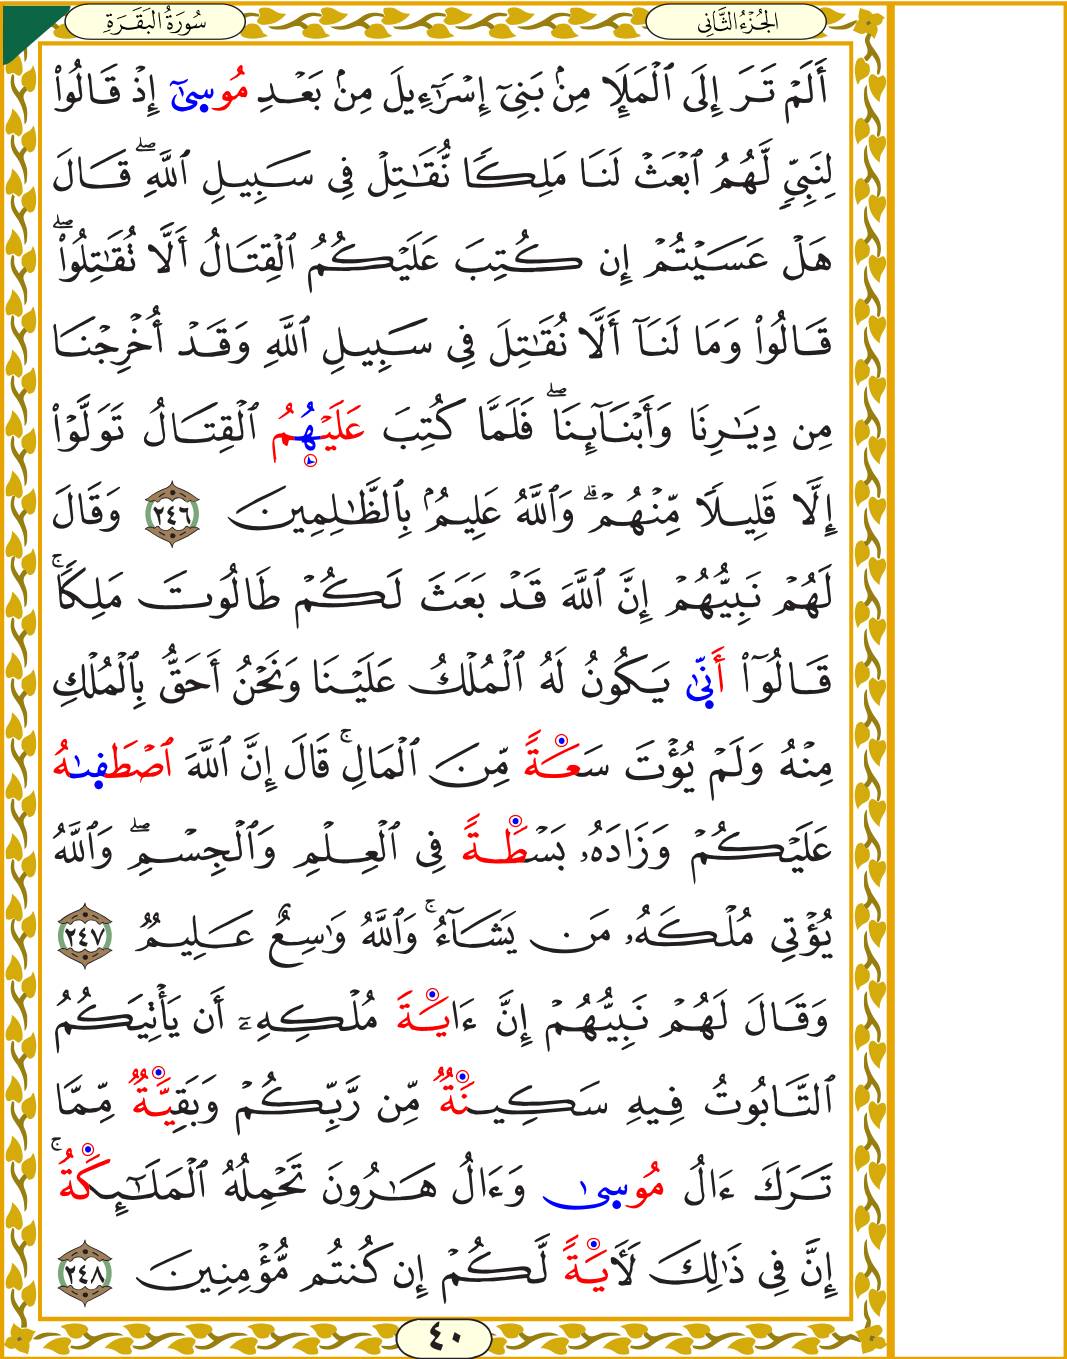 سُورَةُ البَقَرَةِ
الجُزْءُ الثَّانِي
أَلَمْ تَرَ إِلَى ٱلْمَلَإِ مِنۢ بَنِىٓ إِسْرَٰٓءِيلَ مِنۢ بَعْدِ مُوسٜىٰٓ إِذْ قَالُوا۟
لِنَبِىٍّ لَّهُمُ ٱبْعَثْ لَنَا مَلِكًا نُّقَٰتِلْ فِى سَبِيلِ ٱللَّهِ ۖ قَالَ
هَلْ عَسَيْتُمْ إِن كُتِبَ عَلَيْكُمُ ٱلْقِتَالُ أَلَّا تُقَٰتِلُوا۟ ۖ
قَالُوا۟ وَمَا لَنَآ أَلَّا نُقَٰتِلَ فِى سَبِيلِ ٱللَّهِ وَقَدْ أُخْرِجْنَا
مِن دِيَٰرِنَا وَأَبْنَآئِنَا ۖ فَلَمَّا كُتِبَ عَلَيْهُمُ ٱلْقِتَالُ تَوَلَّوْا۟
إِلَّا قَلِيلًا مِّنْهُمْ ۗ وَٱللَّهُ عَلِيمٌۢ بِٱلظَّٰلِمِينَ ٢٤٦ وَقَالَ
لَهُمْ نَبِيُّهُمْ إِنَّ ٱللَّهَ قَدْ بَعَثَ لَكُمْ طَالُوتَ مَلِكًا ۚ
قَالُوٓا۟ أَنّٜىٰ يَكُونُ لَهُ ٱلْمُلْكُ عَلَيْنَا وَنَحْنُ أَحَقُّ بِٱلْمُلْكِ
مِنْهُ وَلَمْ يُؤْتَ سَعَةً مِّنَ ٱلْمَالِ ۚ قَالَ إِنَّ ٱللَّهَ ٱصْطَفٜىٰهُ
عَلَيْكُمْ وَزَادَهُۥ بَسْطَةً فِى ٱلْعِلْمِ وَٱلْجِسْمِ ۖ وَٱللَّهُ
يُؤْتِى مُلْكَهُۥ مَن يَشَآءُ ۚ وَٱللَّهُ وَٰسِعٌ عَلِيمٌ ٢٤٧
وَقَالَ لَهُمْ نَبِيُّهُمْ إِنَّ ءَايَةَ مُلْكِهِۦٓ أَن يَأْتِيَكُمُ
ٱلتَّابُوتُ فِيهِ سَكِينَةٌ مِّن رَّبِّكُمْ وَبَقِيَّةٌ مِّمَّا
تَرَكَ ءَالُ مُوسٜىٰ وَءَالُ هَٰرُونَ تَحْمِلُهُ ٱلْمَلَٰٓئِكَةُ ۚ
إِنَّ فِى ذَٰلِكَ لَءَايَةً لَّكُمْ إِن كُنتُم مُّؤْمِنِينَ ٢٤٨
٤٠